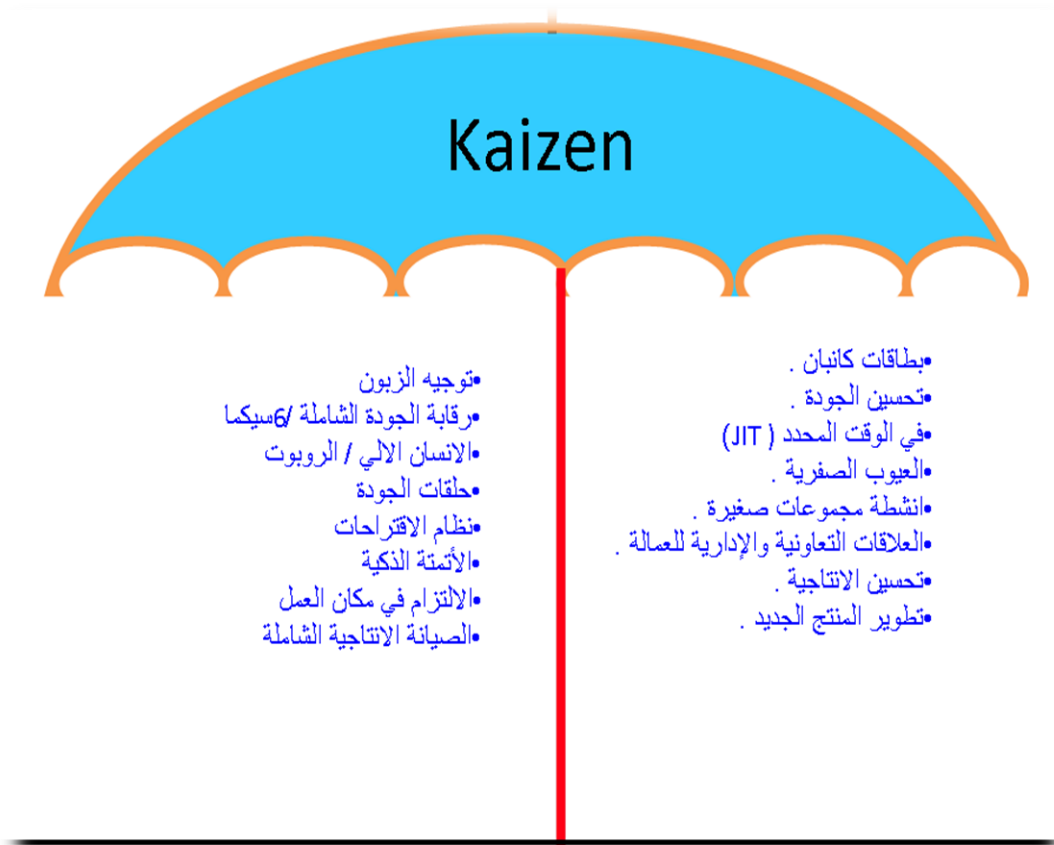 Kaizen
•بطاقات كانبان .
•تحسين الجودة .
•في الوقت المحدد ( JIT)
•العيوب الصفرية .
•انشطة مجموعات صغيرة .
•العلاقات التعاونية والإدارية للعمالة .
•تحسين الانتاجية .
•تطوير المنتج الجديد .
•توجيه الزبون
•رقابة الجودة الشاملة /6سيكما
•الانسان الالي / الروبوت
•حلقات الجودة
•نظام الاقتراحات
•الأتمتة الذكية
•الالتزام في مكان العمل
•الصيانة الانتاجية الشاملة